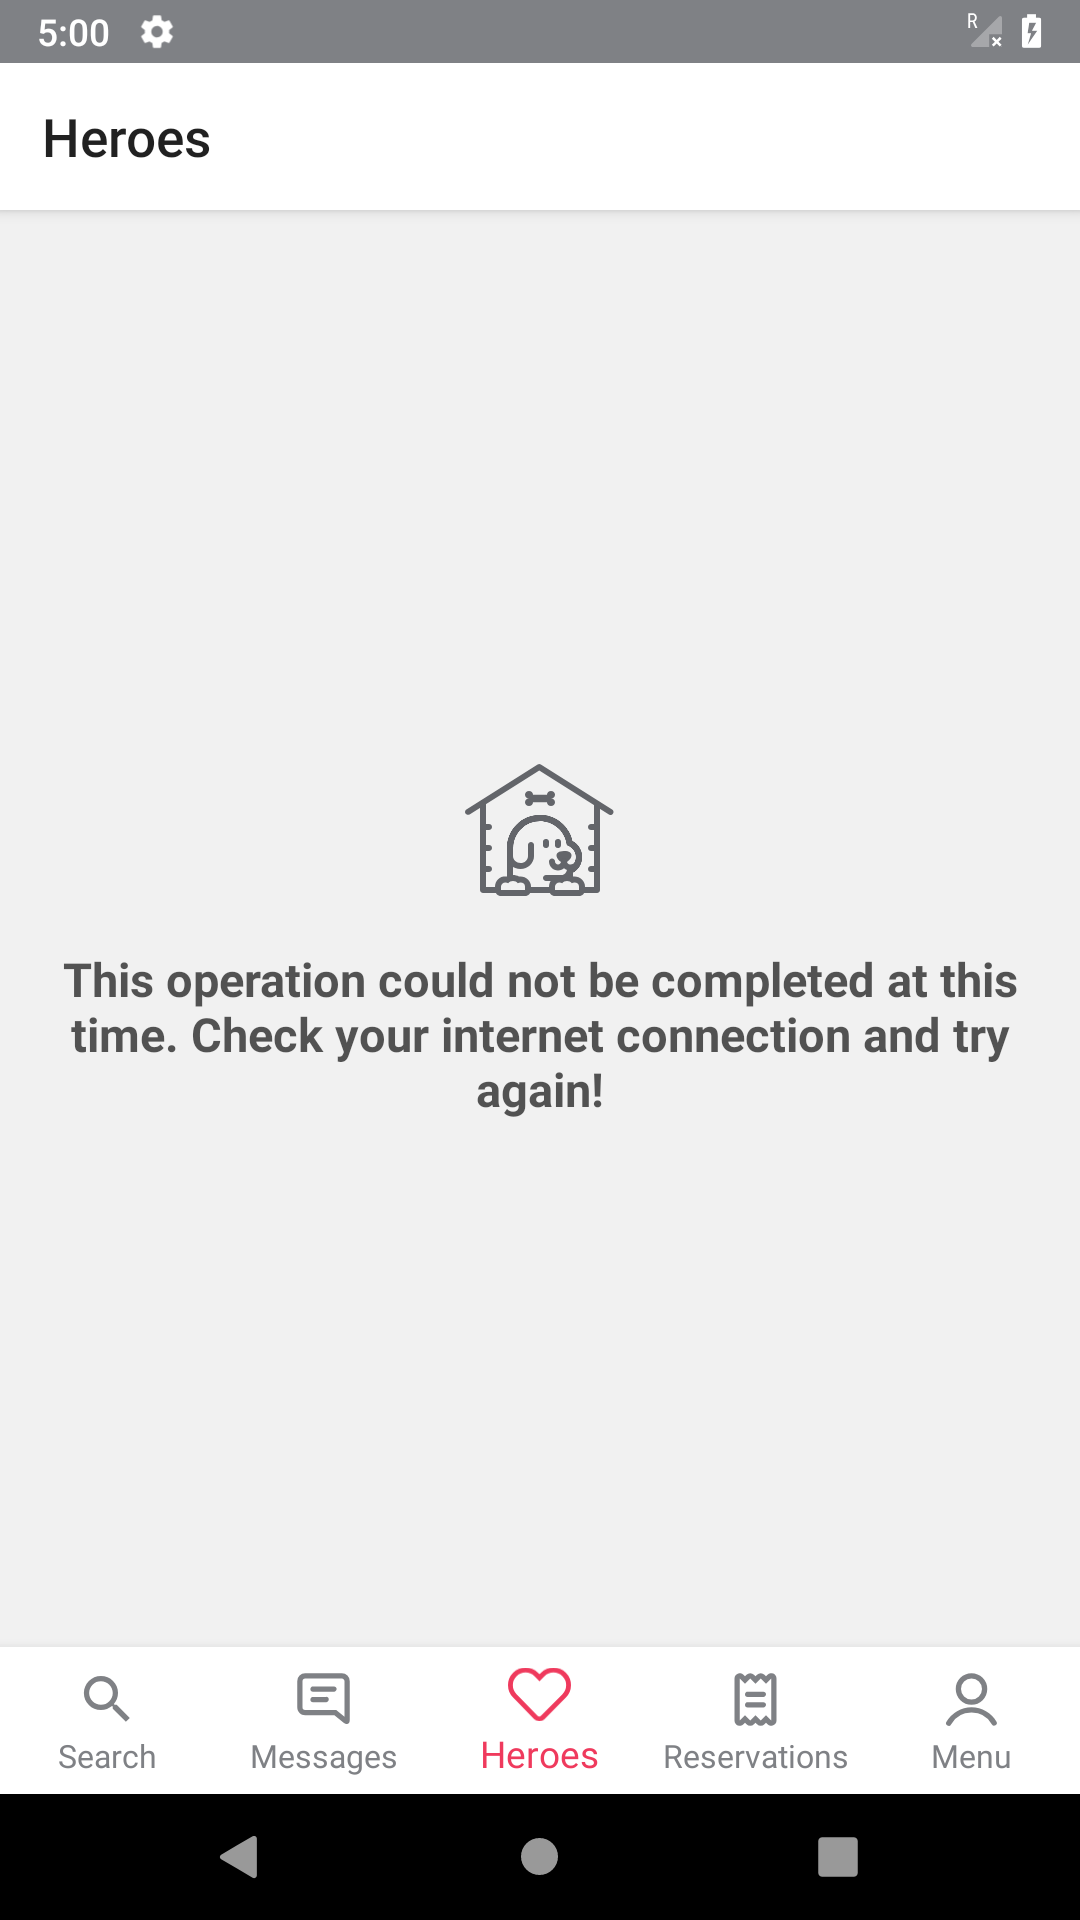 5:00
R
Heroes
This operation could not be completed at this
time. Check your internet connection and try
again!
Search
Messages
Heroes
Reservations
Menu